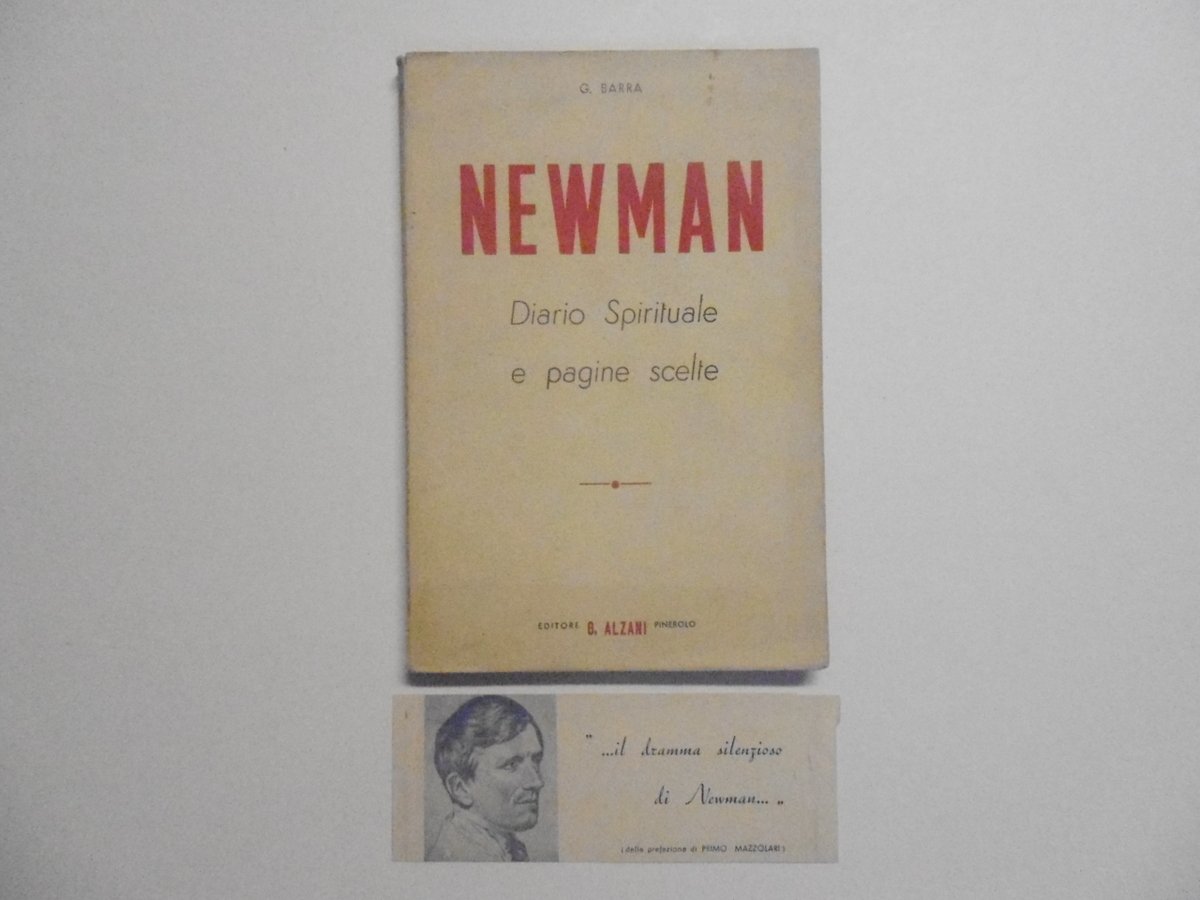 G. BARRA
NEWMAN
Diario Spirituale
e pagine scelte
EDITORE G. ALZANI PINEROLO
"...il dramma silenzioso
di Newman... "
(dalla prefazione di PRIMO MAZZOLARI)